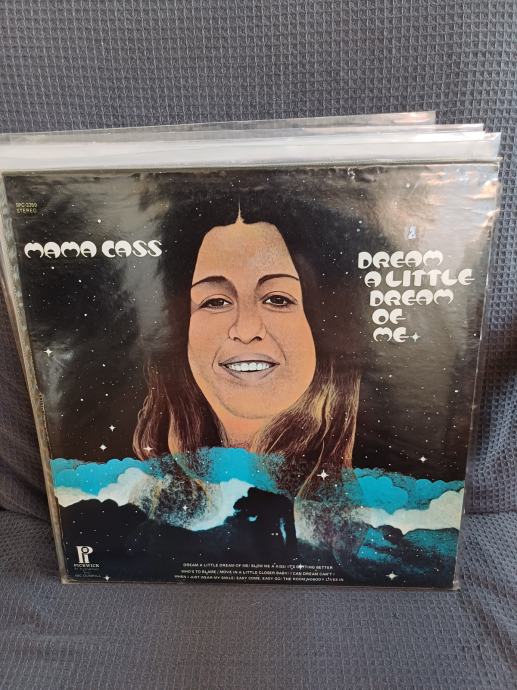 SPC-3359
STEREO
MAMA CASS
DREAM
A LITTLE
DREAM
OF
ME
PICKWICK
DREAM A LITTLE DREAM OF ME / BLOW ME A KISS / IT'S GETTING BETTER
WHO'S TO BLAME / MOVE IN A LITTLE CLOSER BABY / I CAN DREAM CAN'T I
WHEN I JUST WEAR MY SMILE / EASY COME, EASY GO / THE ROOM NOBODY LIVES IN